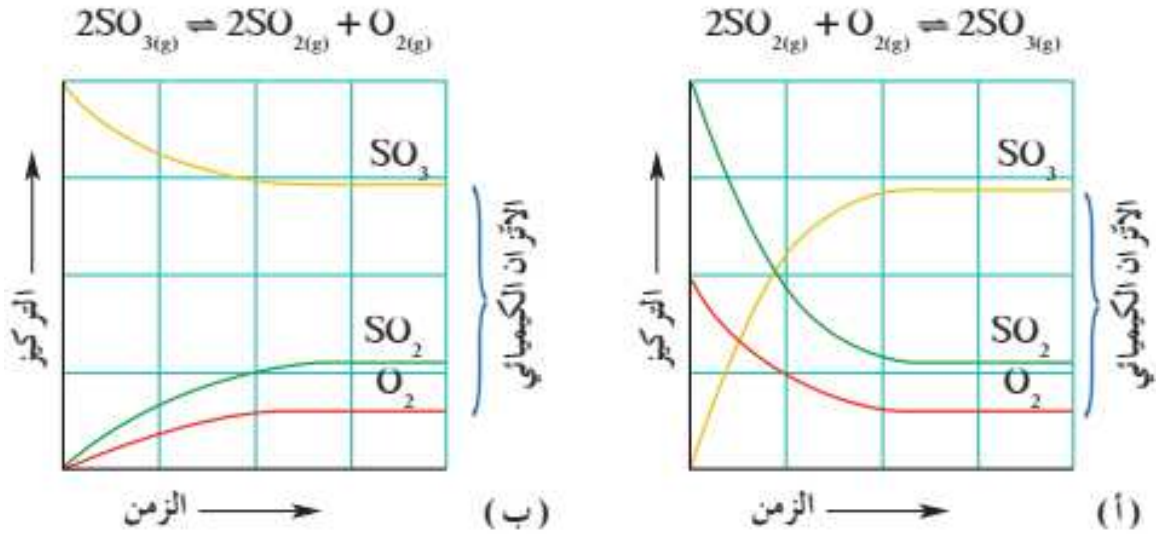 2SO₂(g) + O₂(g) ⇌ 2SO₃(g)
SO₃
SO₂
O₂
التركيز
الاتزان الكيميائي
الزمن
(أ)
2SO₃(g) ⇌ 2SO₂(g) + O₂(g)
SO₃
SO₂
O₂
التركيز
الاتزان الكيميائي
الزمن
(ب)